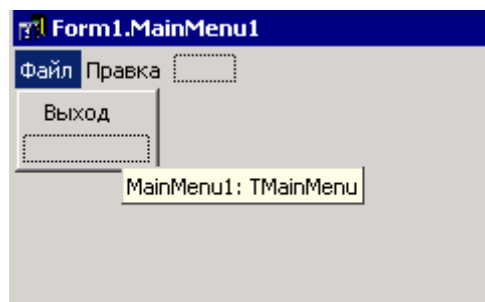 Form1.MainMenu1
Файл Правка
Выход
MainMenu1: TMainMenu